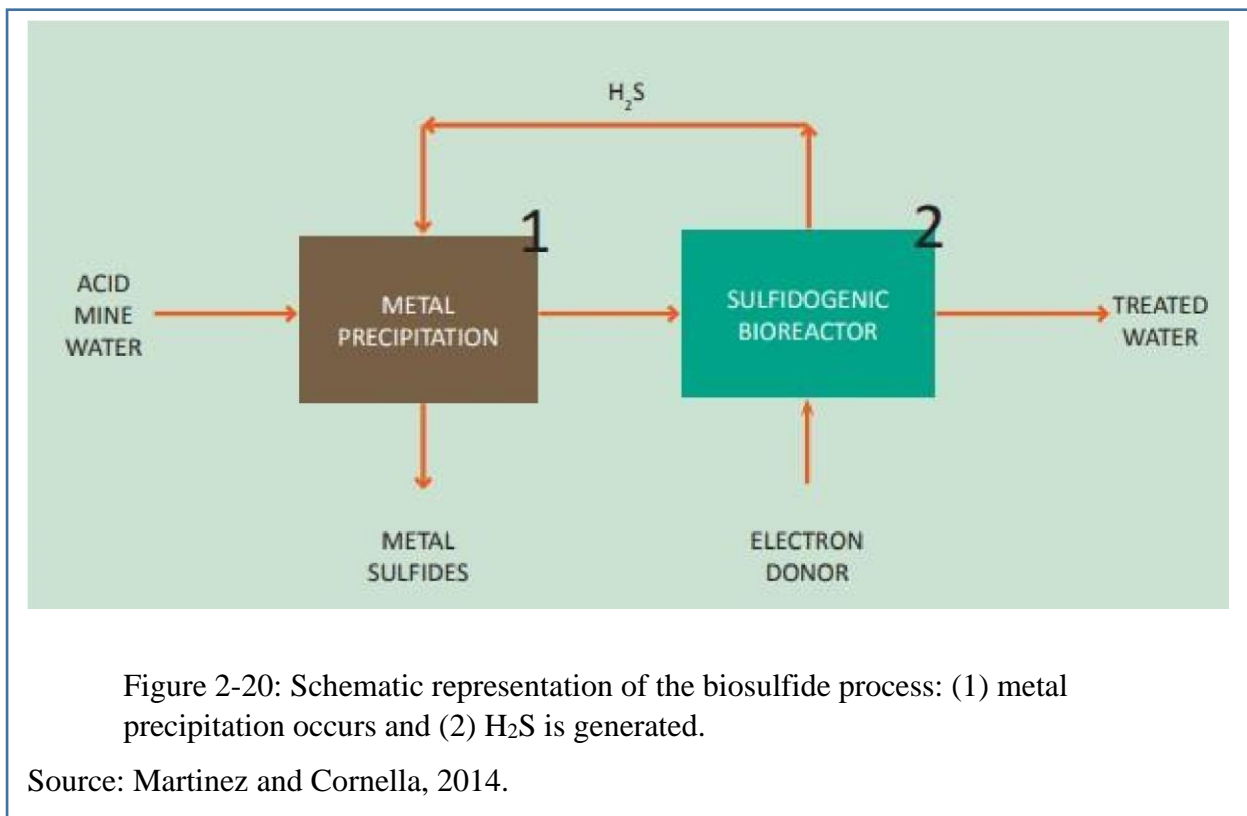 H₂S
1
2
ACID
MINE
WATER
METAL
PRECIPITATION
SULFIDOGENIC
BIOREACTOR
TREATED
WATER
METAL
SULFIDES
ELECTRON
DONOR
Figure 2-20: Schematic representation of the biosulfide process: (1) metal
precipitation occurs and (2) H₂S is generated.
Source: Martinez and Cornella, 2014.